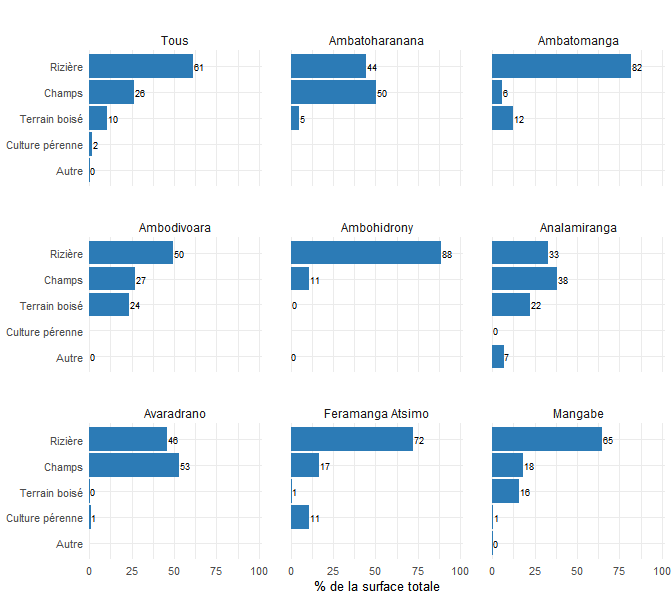 Tous Ambatoharanana Ambatomanga
Rizière 61 44 82
Champs 26 50 6
Terrain boisé 10 5 12
Culture pérenne 2
Autre 0
Ambodivoara Ambohidrony Analamiranga
Rizière 50 88 33
Champs 27 11 38
Terrain boisé 24 0 22
Culture pérenne 0
Autre 0 0 7
Avaradrano Feramanga Atsimo Mangabe
Rizière 46 72 65
Champs 53 17 18
Terrain boisé 0 1 16
Culture pérenne 1 11 1
Autre 0
0 25 50 75 100 0 25 50 75 100 0 25 50 75 100
% de la surface totale